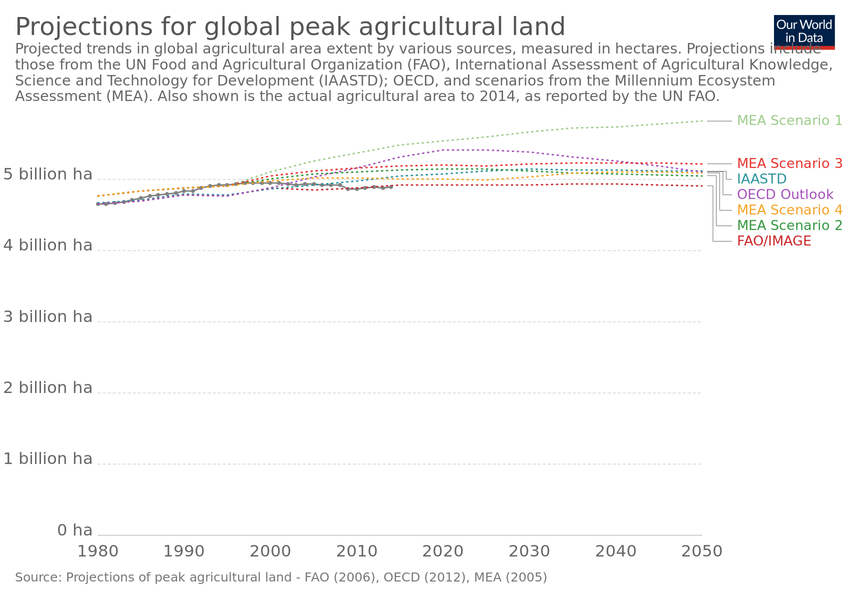 Projections for global peak agricultural land
Our World
in Data
Projected trends in global agricultural area extent by various sources, measured in hectares. Projections include
those from the UN Food and Agricultural Organization (FAO), International Assessment of Agricultural Knowledge,
Science and Technology for Development (IAASTD); OECD, and scenarios from the Millennium Ecosystem
Assessment (MEA). Also shown is the actual agricultural area to 2014, as reported by the UN FAO.
MEA Scenario 1
MEA Scenario 3
IAASTD
OECD Outlook
MEA Scenario 4
MEA Scenario 2
FAO/IMAGE
5 billion ha
4 billion ha
3 billion ha
2 billion ha
1 billion ha
0 ha
1980 1990 2000 2010 2020 2030 2040 2050
Source: Projections of peak agricultural land - FAO (2006), OECD (2012), MEA (2005)